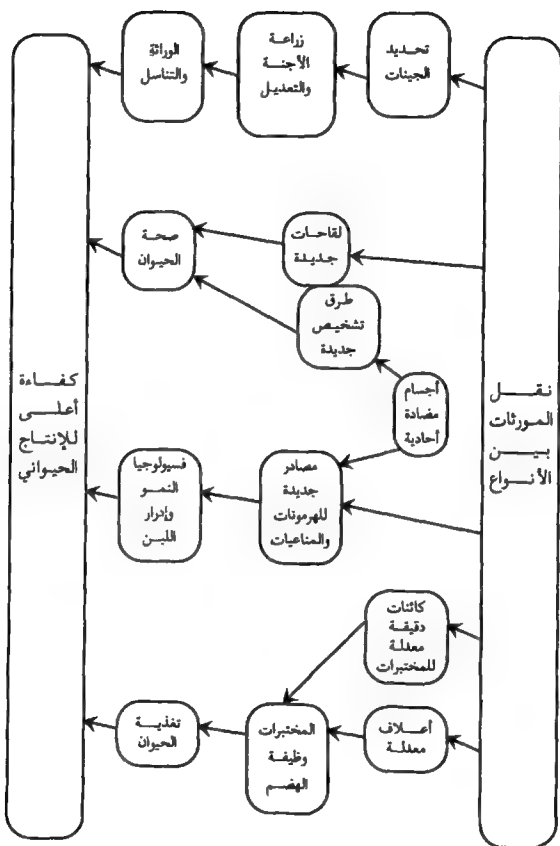 تحديد
الجينات
زراعة
الأجنة
والتعديل
الوراثة
والتناسل
لقاحات
جديدة
صحة
الحيوان
طرق
تشخيص
جديدة
أجسام
مضادة
أحادية
نقل
المورثات
بين
الأنواع
كفاءة
أعلى
للإنتاج
الحيواني
مصادر
جديدة
للهرمونات
والمناعيات
فسيولوجيا
النمو
وإدرار
اللبن
كائنات
دقيقة
معدلة
للمختبرات
أعلاف
معدلة
المختبرات
وظيفة
الهضم
تغذية
الحيوان